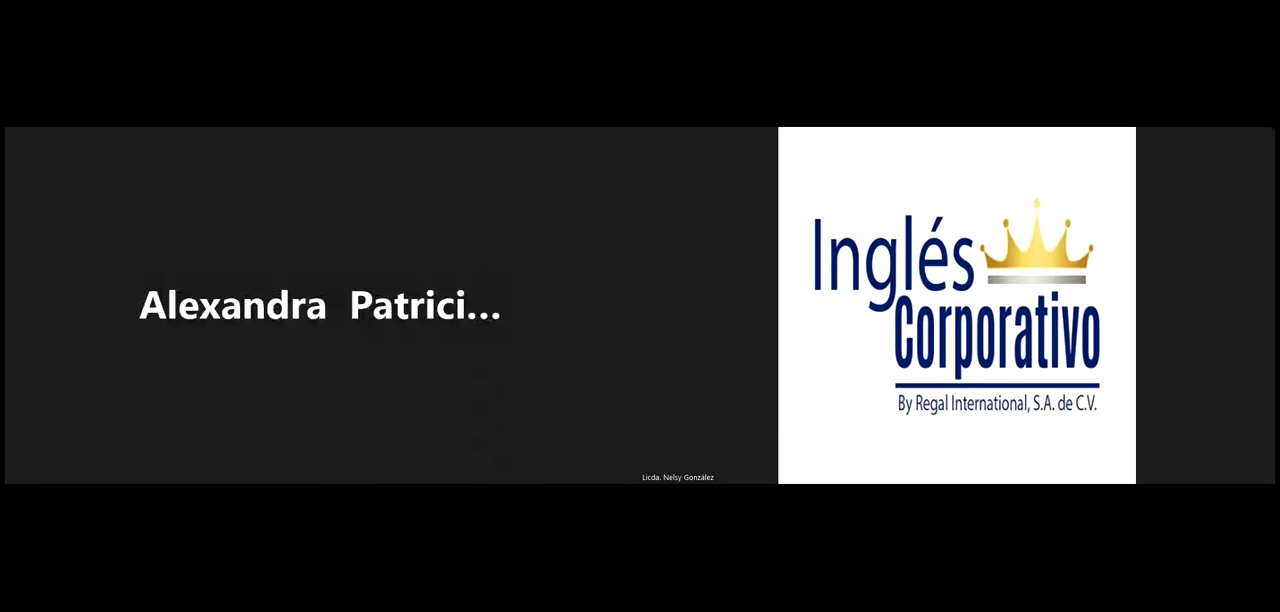 Alexandra  Patrici...
Inglés
Corporativo
By Regal International, S.A. de C.V.
Licda. Nelsy González